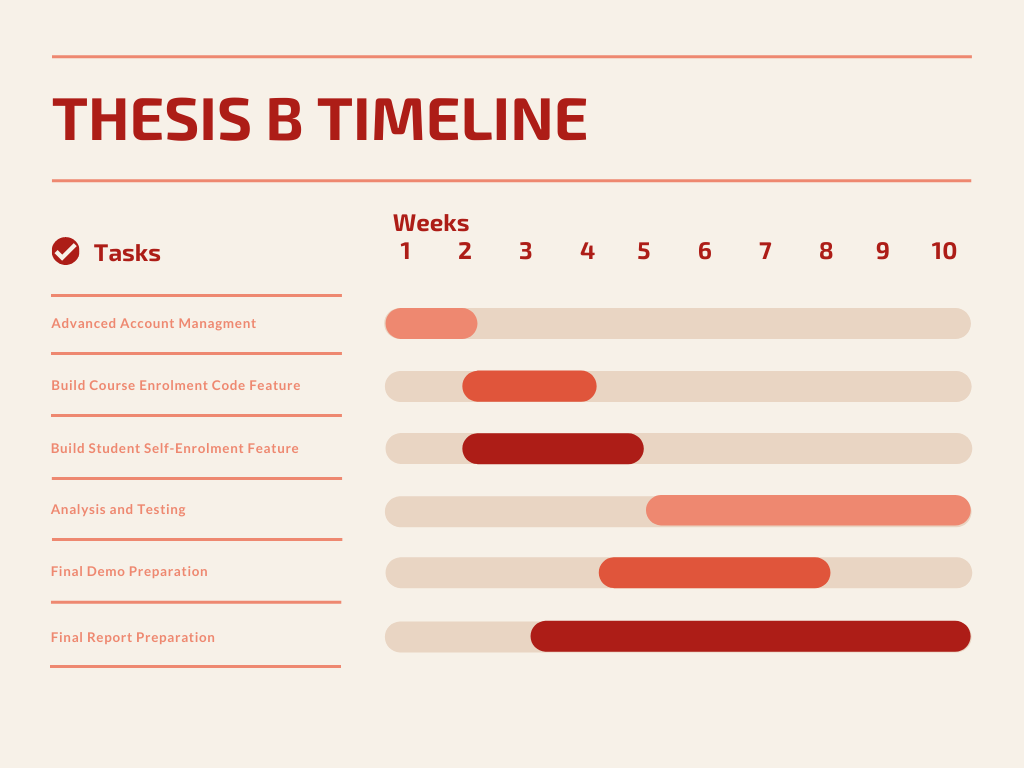 THESIS B TIMELINE
Weeks
Tasks
1 2 3 4 5 6 7 8 9 10
Advanced Account Managment
Build Course Enrolment Code Feature
Build Student Self-Enrolment Feature
Analysis and Testing
Final Demo Preparation
Final Report Preparation